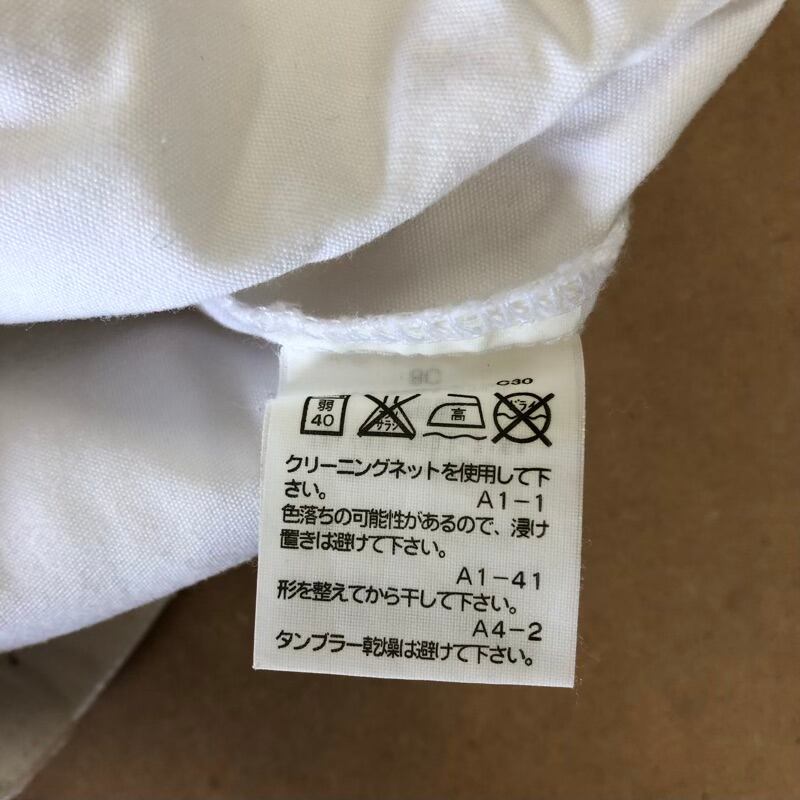 C30
弱 40 サラシ 高 ドライ
クリーニングネットを使用して下
さい。 A1-1
色落ちの可能性があるので、浸け
置きは避けて下さい。
A1-41
形を整えてから干して下さい。
A4-2
タンブラー乾燥は避けて下さい。